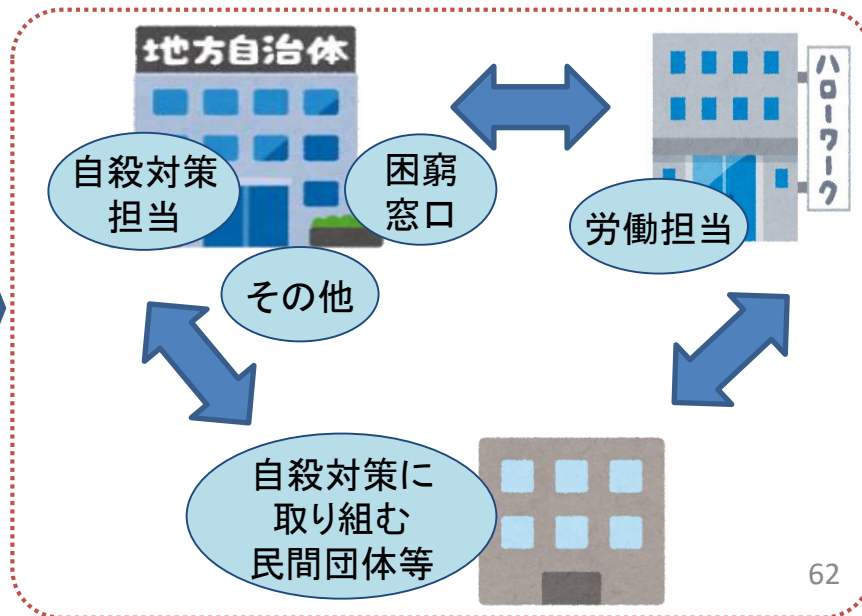 地方自治体
自殺対策
担当
困窮
窓口
その他
ハローワーク
労働担当
自殺対策に
取り組む
民間団体等
62